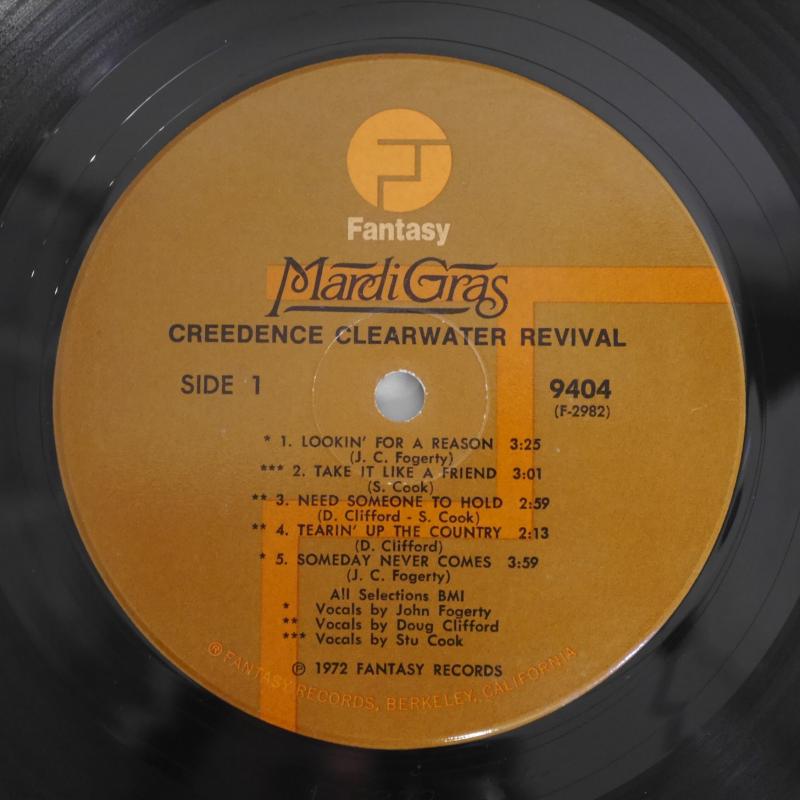 Fantasy
Mardi Gras
CREEDENCE CLEARWATER REVIVAL
SIDE 1
9404
(F-2982)
* 1. LOOKIN' FOR A REASON 3:25
(J. C. Fogerty)
*** 2. TAKE IT LIKE A FRIEND 3:01
(S. Cook)
** 3. NEED SOMEONE TO HOLD 2:59
(D. Clifford - S. Cook)
** 4. TEARIN' UP THE COUNTRY 2:13
(D. Clifford)
* 5. SOMEDAY NEVER COMES 3:59
(J. C. Fogerty)
All Selections BMI
* Vocals by John Fogerty
** Vocals by Doug Clifford
*** Vocals by Stu Cook
℗ 1972 FANTASY RECORDS
® FANTASY RECORDS, BERKELEY, CALIFORNIA